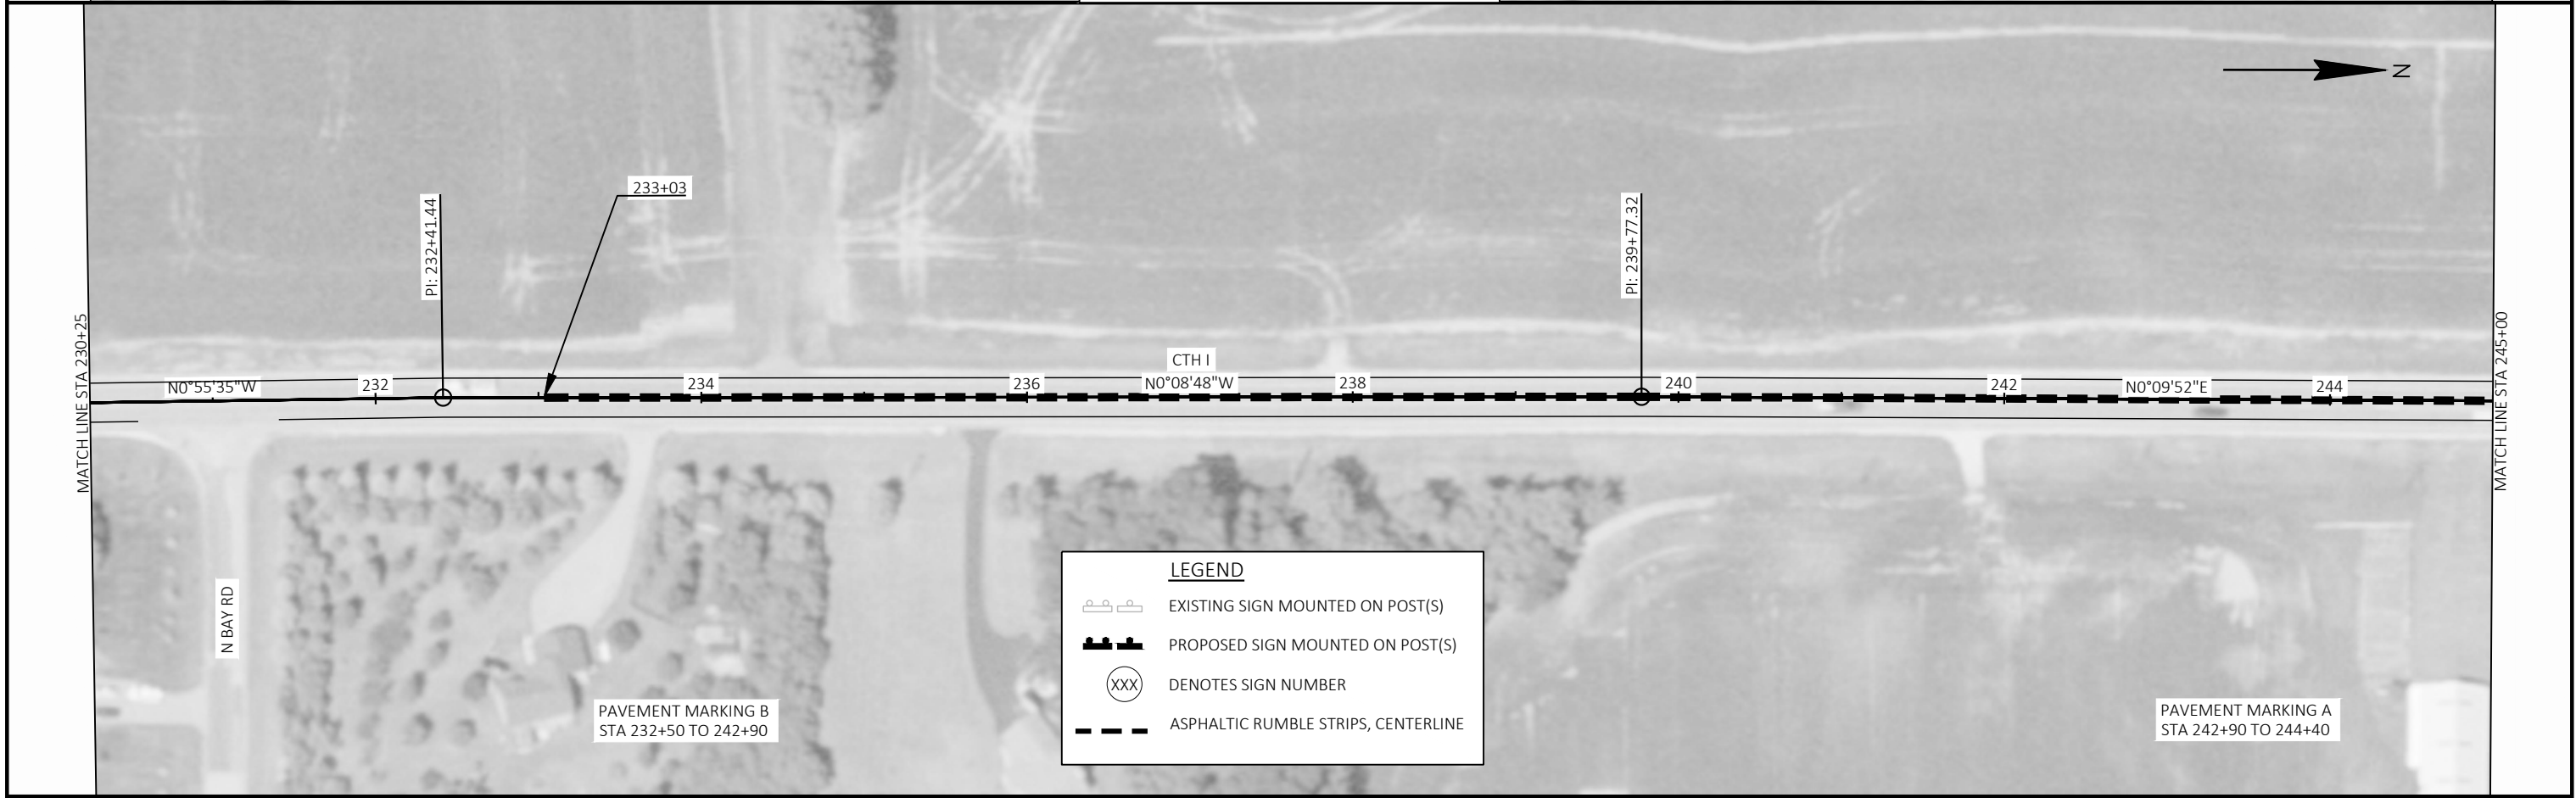 N
233+03
PI: 232+41.44
PI: 239+77.32
MATCH LINE STA 230+25
MATCH LINE STA 245+00
CTH I
N0°55'35"W
232
234
236
N0°08'48"W
238
240
242
N0°09'52"E
244
N BAY RD
LEGEND
EXISTING SIGN MOUNTED ON POST(S)
PROPOSED SIGN MOUNTED ON POST(S)
XXX DENOTES SIGN NUMBER
ASPHALTIC RUMBLE STRIPS, CENTERLINE
PAVEMENT MARKING B
STA 232+50 TO 242+90
PAVEMENT MARKING A
STA 242+90 TO 244+40